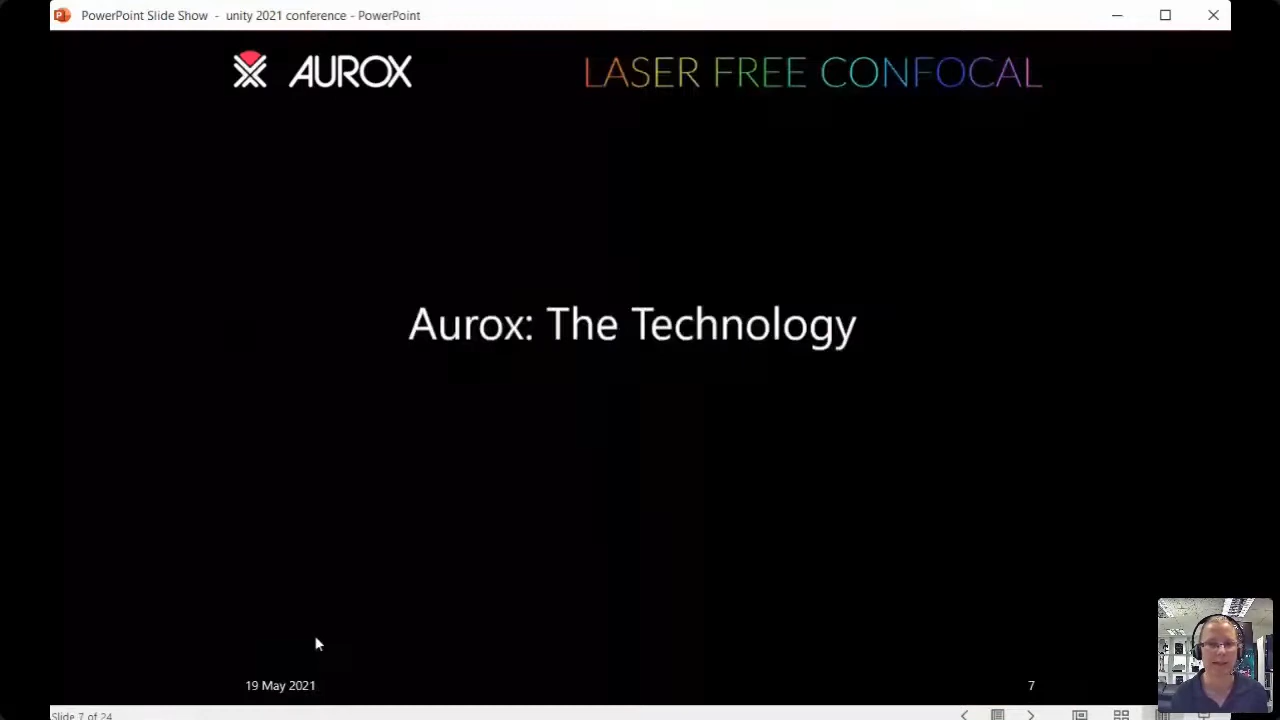 PowerPoint Slide Show - unity 2021 conference - PowerPoint
AUROX
LASER FREE CONFOCAL
Aurox: The Technology
19 May 2021
7
Slide 7 of 24